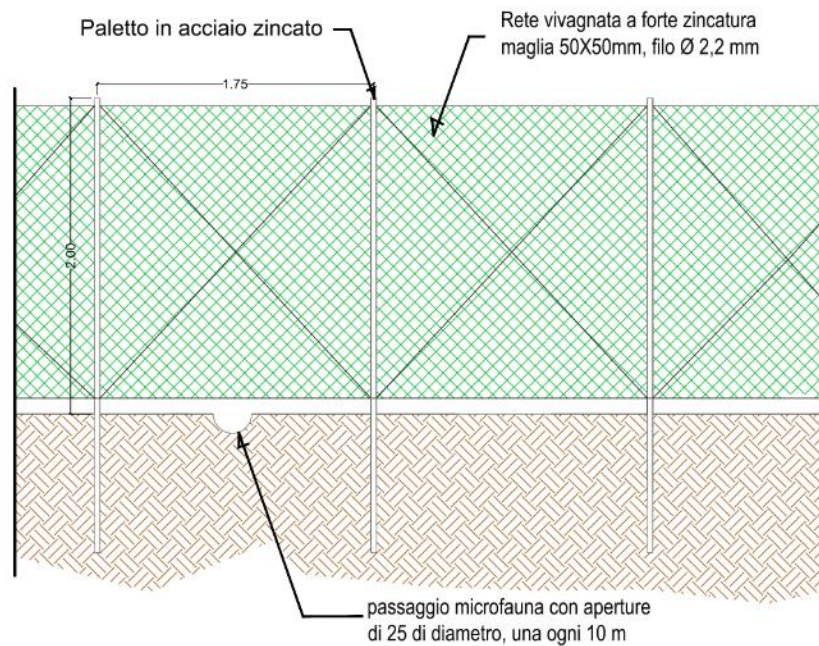 Paletto in acciaio zincato
Rete vivagnata a forte zincatura
maglia 50X50mm, filo Ø 2,2 mm
1.75
2.00
passaggio microfauna con aperture
di 25 di diametro, una ogni 10 m